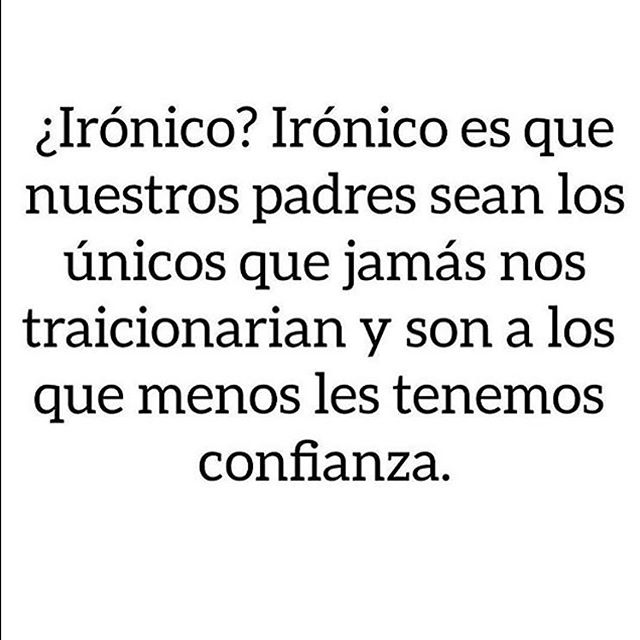 ¿Irónico? Irónico es que
nuestros padres sean los
únicos que jamás nos
traicionarian y son a los
que menos les tenemos
confianza.